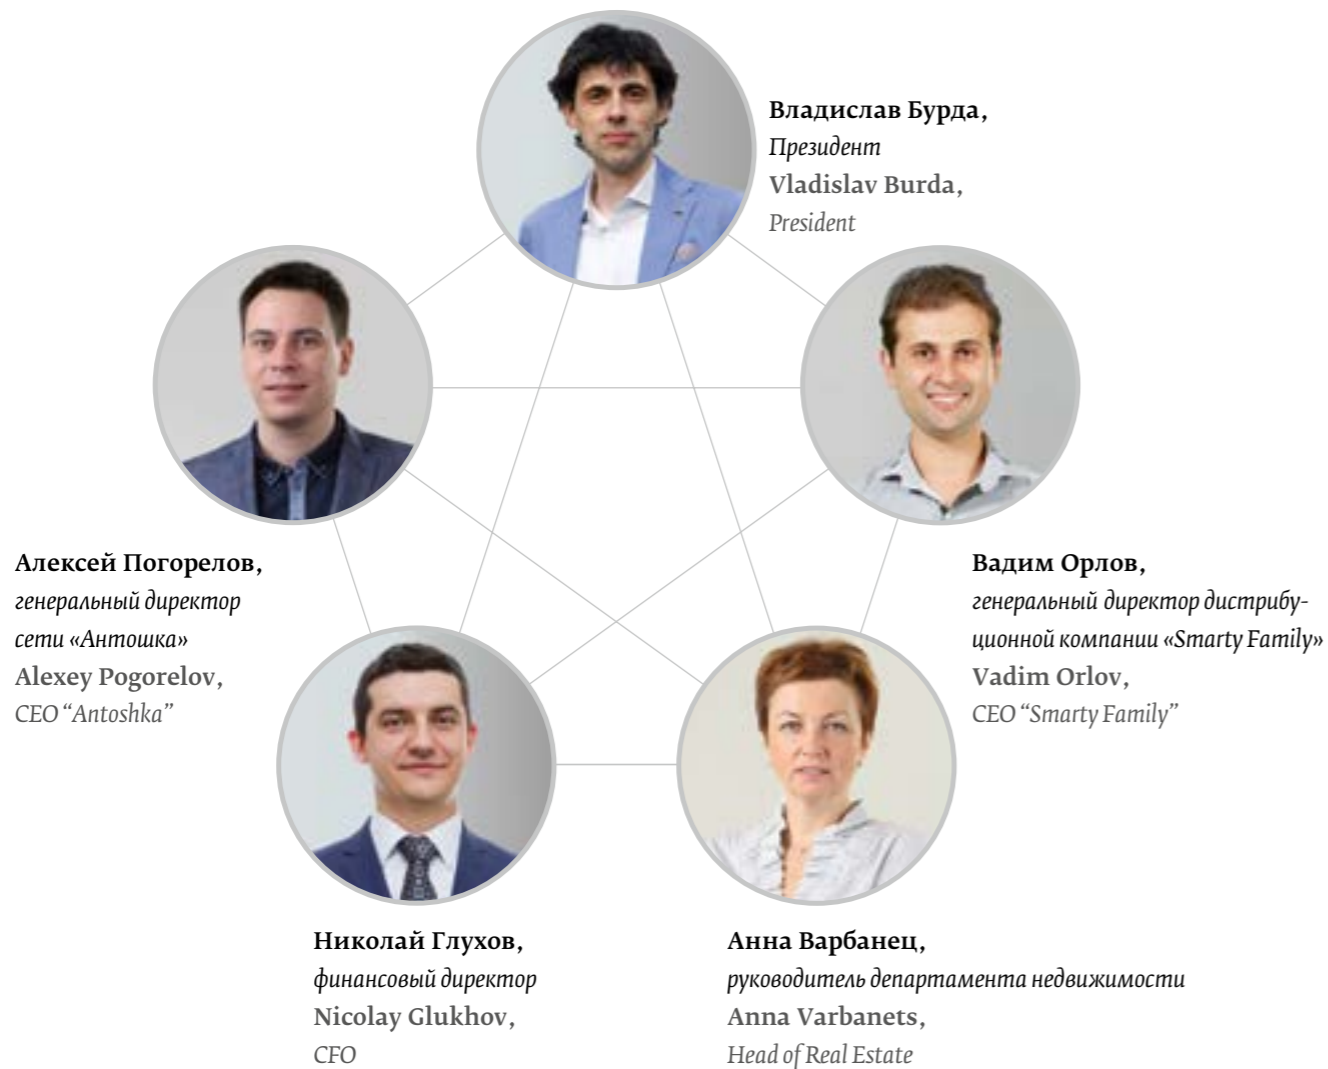 Владислав Бурда,
Президент
Vladislav Burda,
President
Алексей Погорелов,
генеральный директор
сети «Антошка»
Alexey Pogorelov,
CEO “Antoshka”
Вадим Орлов,
генеральный директор дистрибу-
ционной компании «Smarty Family»
Vadim Orlov,
CEO “Smarty Family”
Николай Глухов,
финансовый директор
Nicolay Glukhov,
CFO
Анна Варбанец,
руководитель департамента недвижимости
Anna Varbanets,
Head of Real Estate